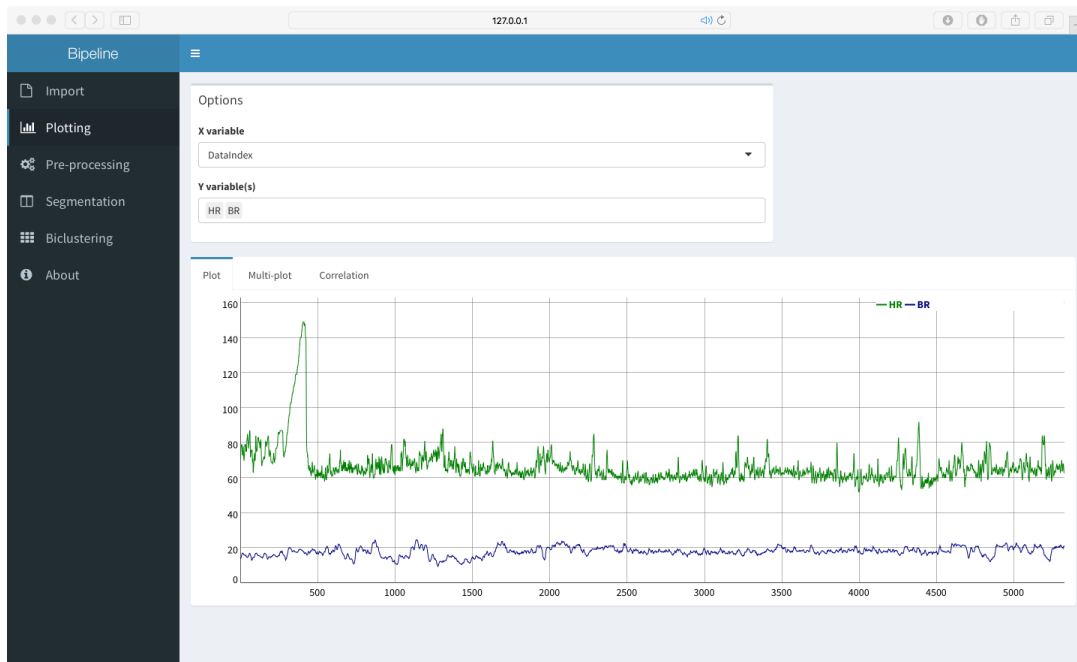 127.0.0.1
Bipeline
Import
Plotting
Pre-processing
Segmentation
Biclustering
About
Options
X variable
DataIndex
Y variable(s)
HR BR
Plot Multi-plot Correlation
HR BR
160
140
120
100
80
60
40
20
0
500 1000 1500 2000 2500 3000 3500 4000 4500 5000